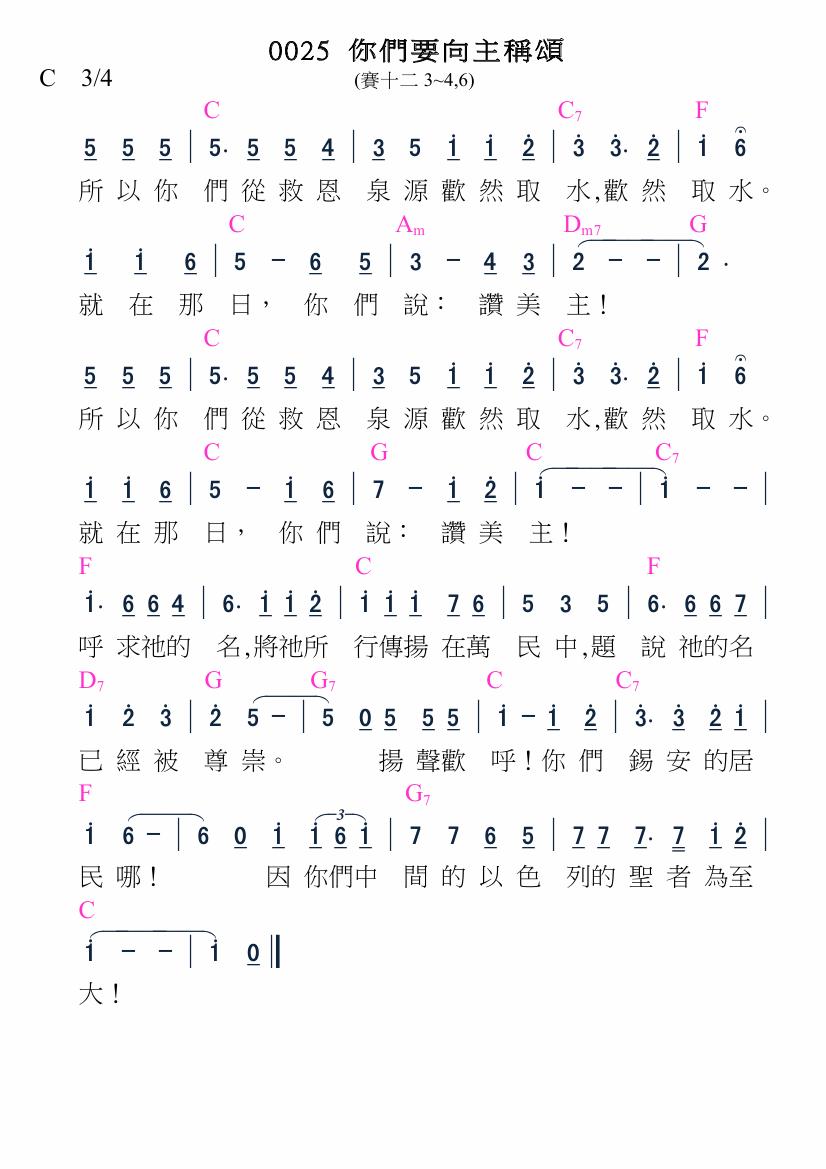 0025 你們要向主稱頌
C 3/4 (賽十二 3~4,6)
C C7 F
5 5 5 | 5. 5 5 4 | 3 5 i i 2̇ | 3̇ 3̇. 2̇ | i 6
所以你 們從救恩 泉源歡然取 水,歡然 取水。
C Am Dm7 G
i i 6 | 5 - 6 5 | 3 - 4 3 | 2 - - | 2 .
就在那日，你們說：讚美主!
C C7 F
5 5 5 | 5. 5 5 4 | 3 5 i i 2̇ | 3̇ 3̇. 2̇ | i 6
所以你 們從救恩 泉源歡然取 水,歡然 取水。
C G C C7
i i 6 | 5 - i 6 | 7 - i 2̇ | i - - | i - - |
就在那 日，你們 說：讚美 主!
F C F
i. 6 6 4 | 6. i i 2̇ | i i i 7 6 | 5 3 5 | 6. 6 6 7 |
呼求祂的 名,將祂所 行傳揚在萬 民中,題 說祂的名
D7 G G7 C C7
i 2̇ 3̇ | 2̇ 5 - | 5 0 5 5 5 | i - i 2̇ | 3̇. 3̇ 2̇ i |
已經被 尊崇。 揚聲歡 呼!你們 錫安的居
F G7
i 6 - | 6 0 i i 6 i | 7 7 6 5 | 7 7 7. 7 i 2̇ |
3
民哪! 因你們中 間的以色 列的聖者為至
C
i - - | i 0
大!